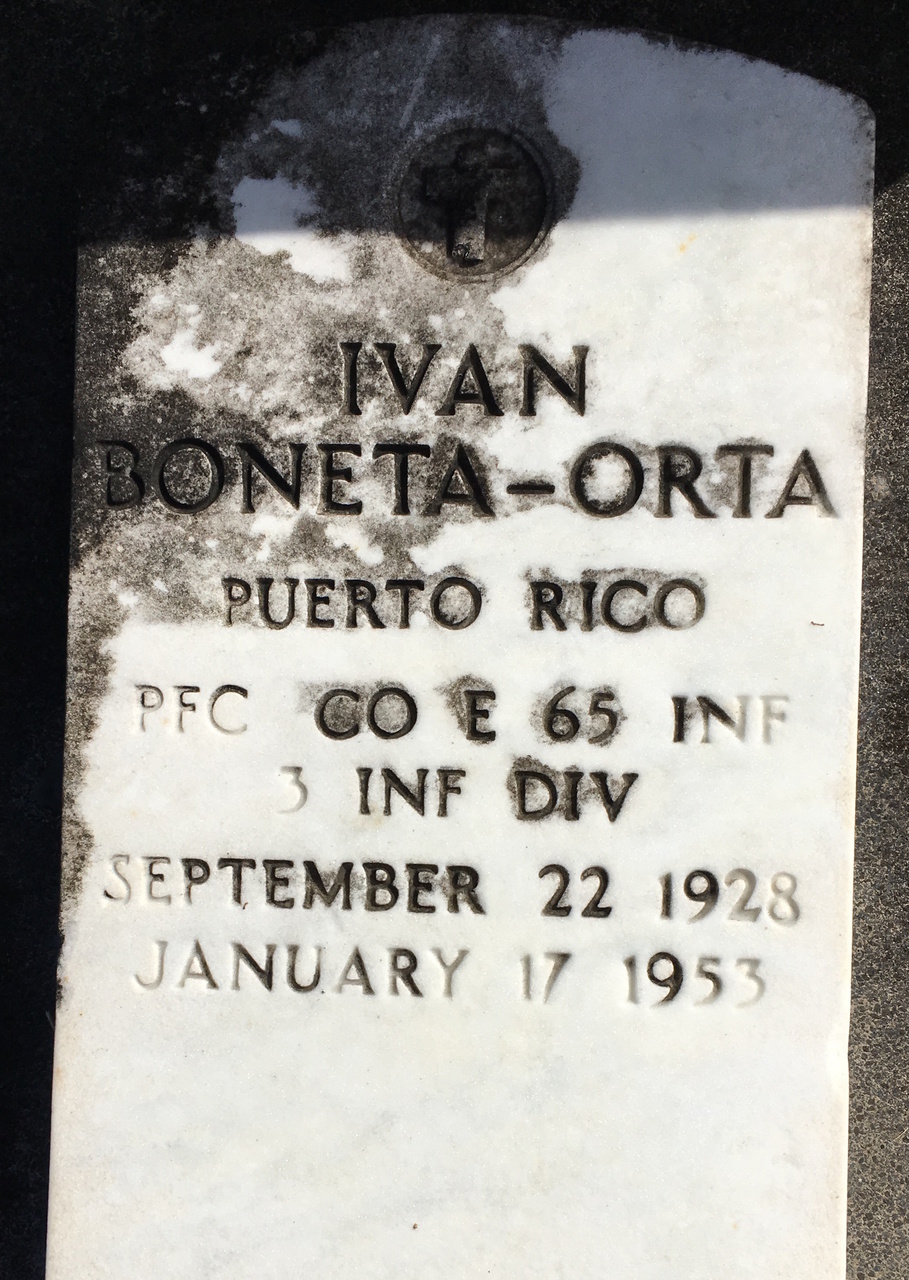 IVAN
BONETA-ORTA
PUERTO RICO
PFC CO E 65 INF
3 INF DIV
SEPTEMBER 22 1928
JANUARY 17 1953